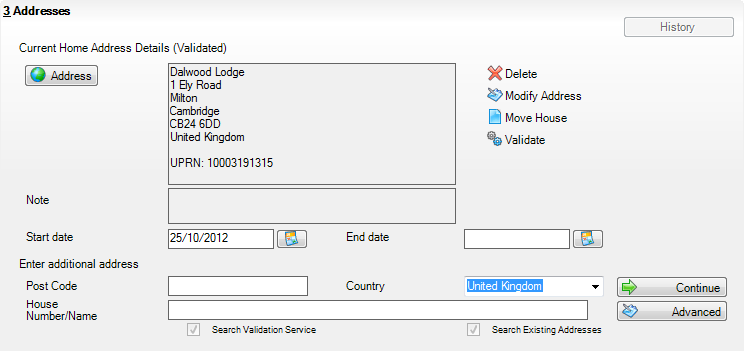 3 Addresses
History
Current Home Address Details (Validated)
Address
Dalwood Lodge
1 Ely Road
Milton
Cambridge
CB24 6DD
United Kingdom
UPRN: 10003191315
Delete
Modify Address
Move House
Validate
Note
Start date
25/10/2012
End date
Enter additional address
Post Code
Country
United Kingdom
Continue
House
Number/Name
Advanced
Search Validation Service
Search Existing Addresses